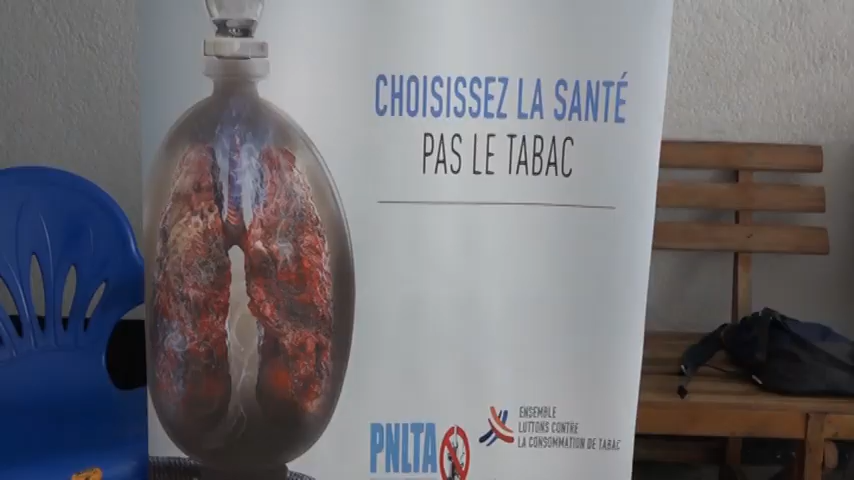 CHOISISSEZ LA SANTÉ
PAS LE TABAC
PNLTA
ENSEMBLE
LUTTONS CONTRE
LA CONSOMMATION DE TABAC